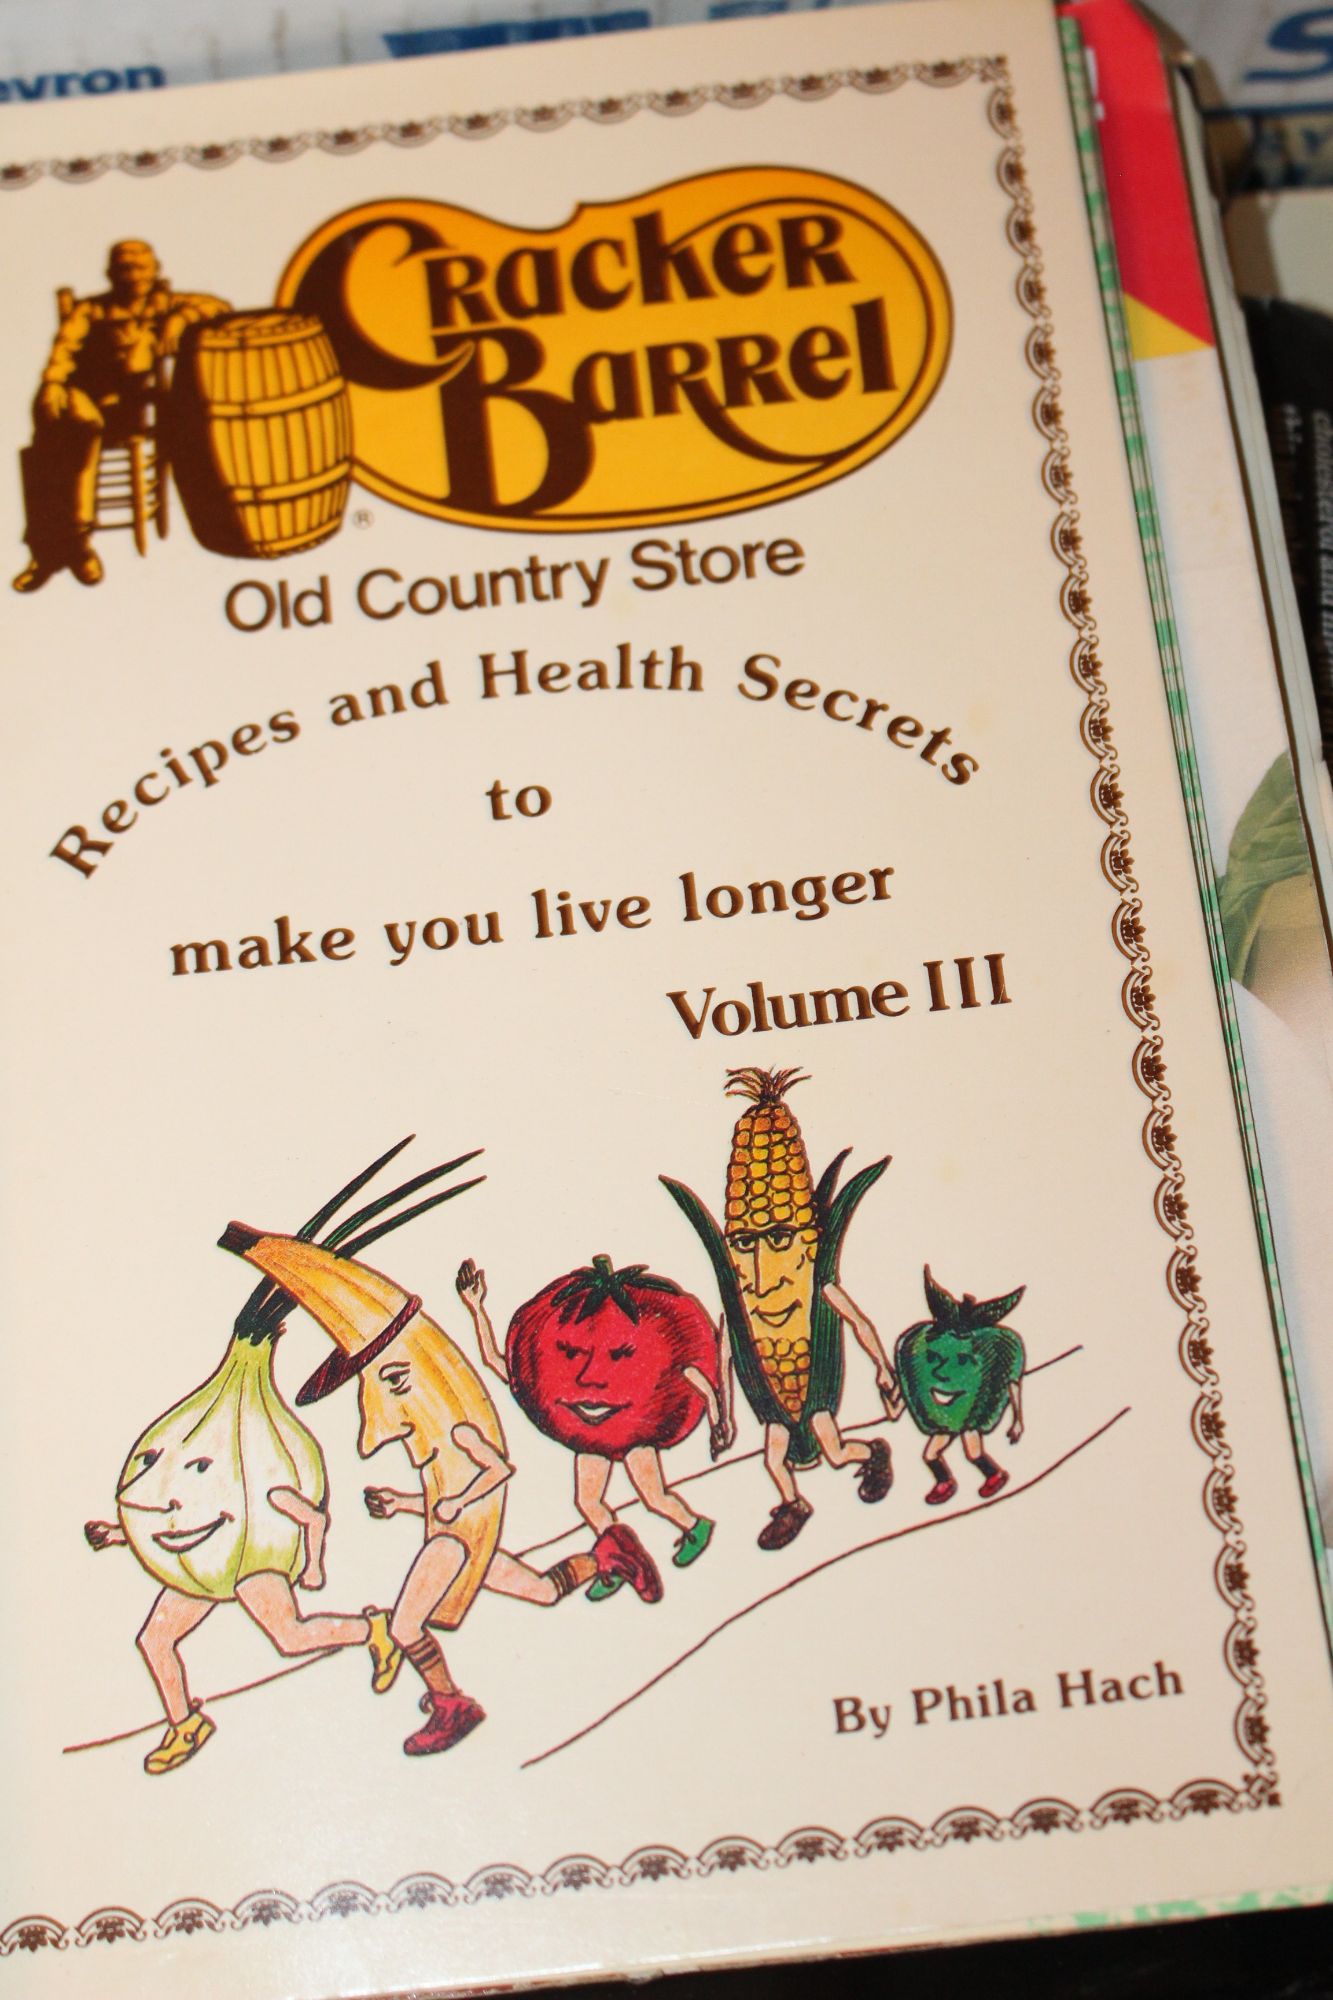 evron
Cracker
Barrel
®
Old Country Store
Recipes and Health Secrets
to
make you live longer
Volume III
By Phila Hach